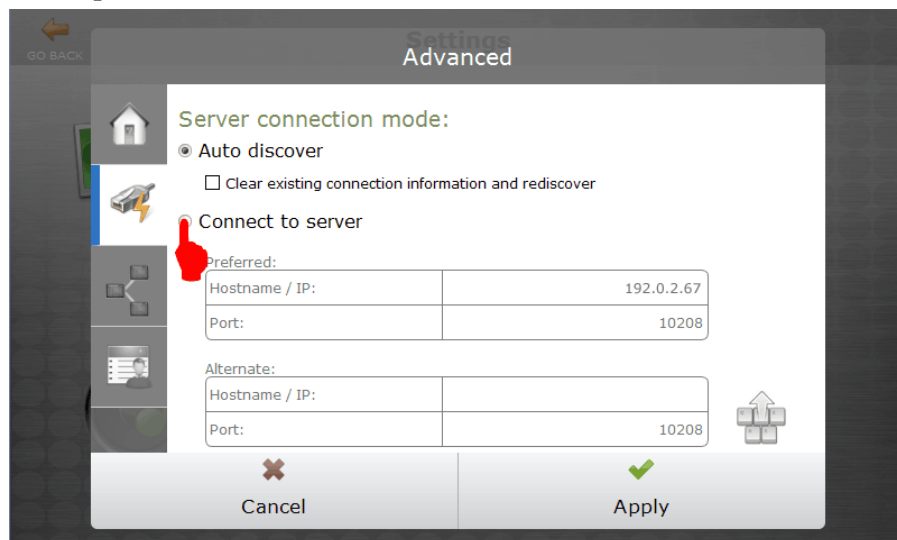 Settings
GO BACK
Advanced
Server connection mode:
Auto discover
Clear existing connection information and rediscover
Connect to server
Preferred:
Hostname / IP: 192.0.2.67
Port: 10208
Alternate:
Hostname / IP:
Port: 10208
Cancel Apply